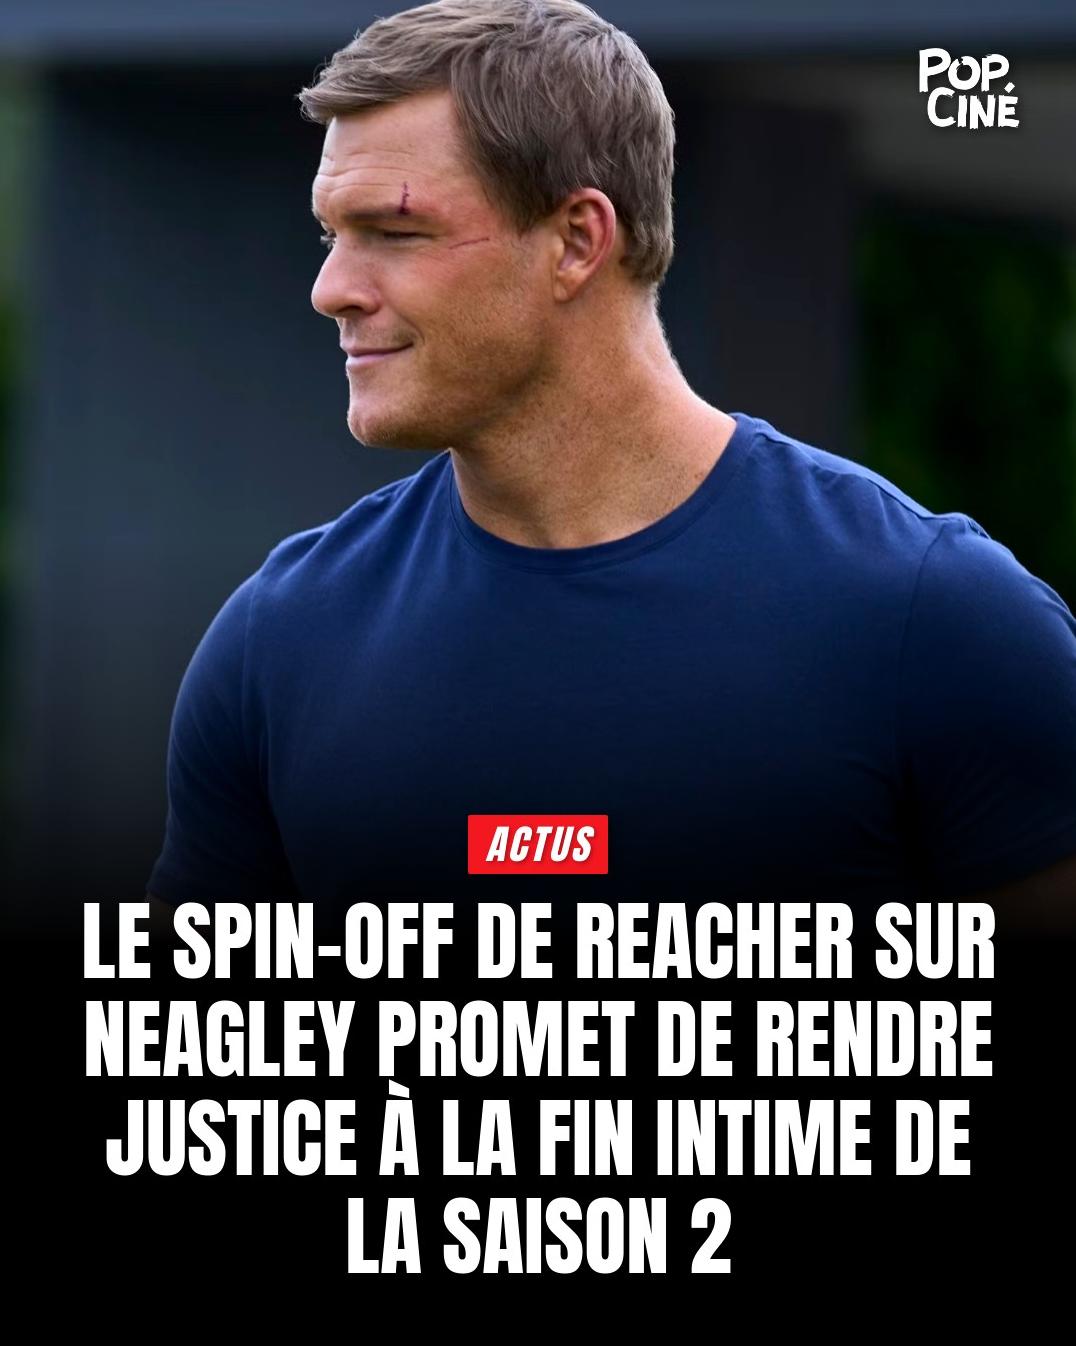 POP.
CINÉ
ACTUS
LE SPIN-OFF DE REACHER SUR
NEAGLEY PROMET DE RENDRE
JUSTICE À LA FIN INTIME DE
LA SAISON 2